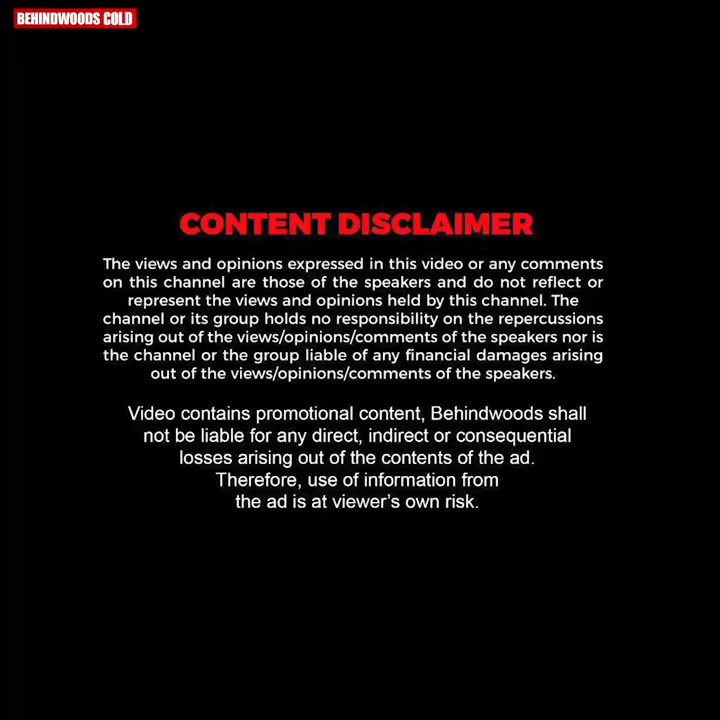 BEHINDWOODS COLD
CONTENT DISCLAIMER
The views and opinions expressed in this video or any comments
on this channel are those of the speakers and do not reflect or
represent the views and opinions held by this channel. The
channel or its group holds no responsibility on the repercussions
arising out of the views/opinions/comments of the speakers nor is
the channel or the group liable of any financial damages arising
out of the views/opinions/comments of the speakers.
Video contains promotional content, Behindwoods shall
not be liable for any direct, indirect or consequential
losses arising out of the contents of the ad.
Therefore, use of information from
the ad is at viewer's own risk.